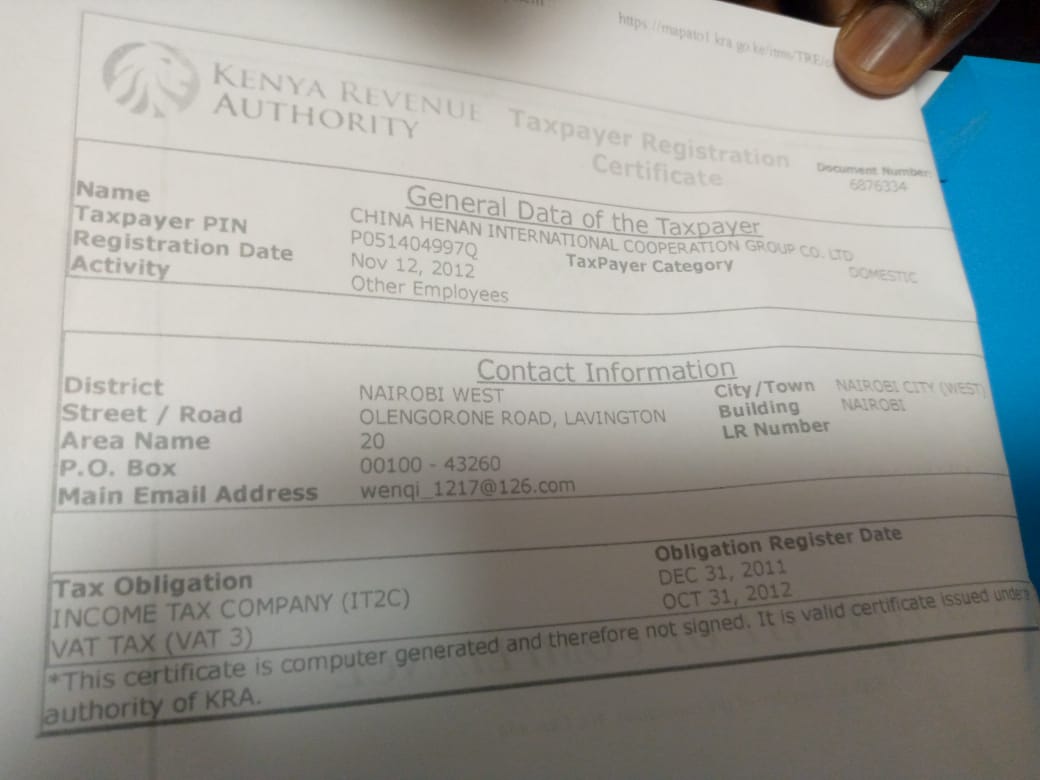 https://mapato1.kra.go.ke/itms/TRE/
KENYA REVENUE
AUTHORITY
Taxpayer Registration
Certificate
Document Number:
6876334
General Data of the Taxpayer
Name CHINA HENAN INTERNATIONAL COOPERATION GROUP CO. LTD
Taxpayer PIN P051404997Q TaxPayer Category DOMESTIC
Registration Date Nov 12, 2012
Activity Other Employees
Contact Information
District NAIROBI WEST City/Town NAIROBI CITY (WEST)
Street / Road OLENGORONE ROAD, LAVINGTON Building NAIROBI
Area Name 20 LR Number
P.O. Box 00100 - 43260
Main Email Address wenqi_1217@126.com
Tax Obligation Obligation Register Date
INCOME TAX COMPANY (IT2C) DEC 31, 2011
VAT TAX (VAT 3) OCT 31, 2012
*This certificate is computer generated and therefore not signed. It is valid certificate issued under
authority of KRA.